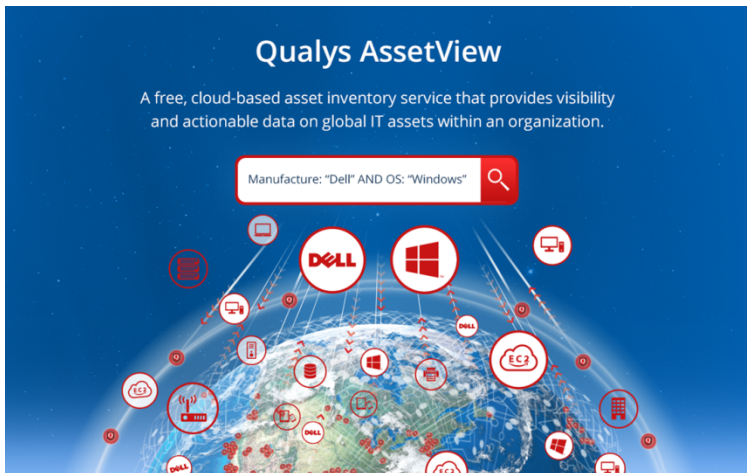 Qualys AssetView
A free, cloud-based asset inventory service that provides visibility
and actionable data on global IT assets within an organization.
Manufacture: “Dell” AND OS: “Windows”
DELL
DELL
EC2
EC2
DELL
DELL
EC2
Q
Q
Q
Q
Q
Q